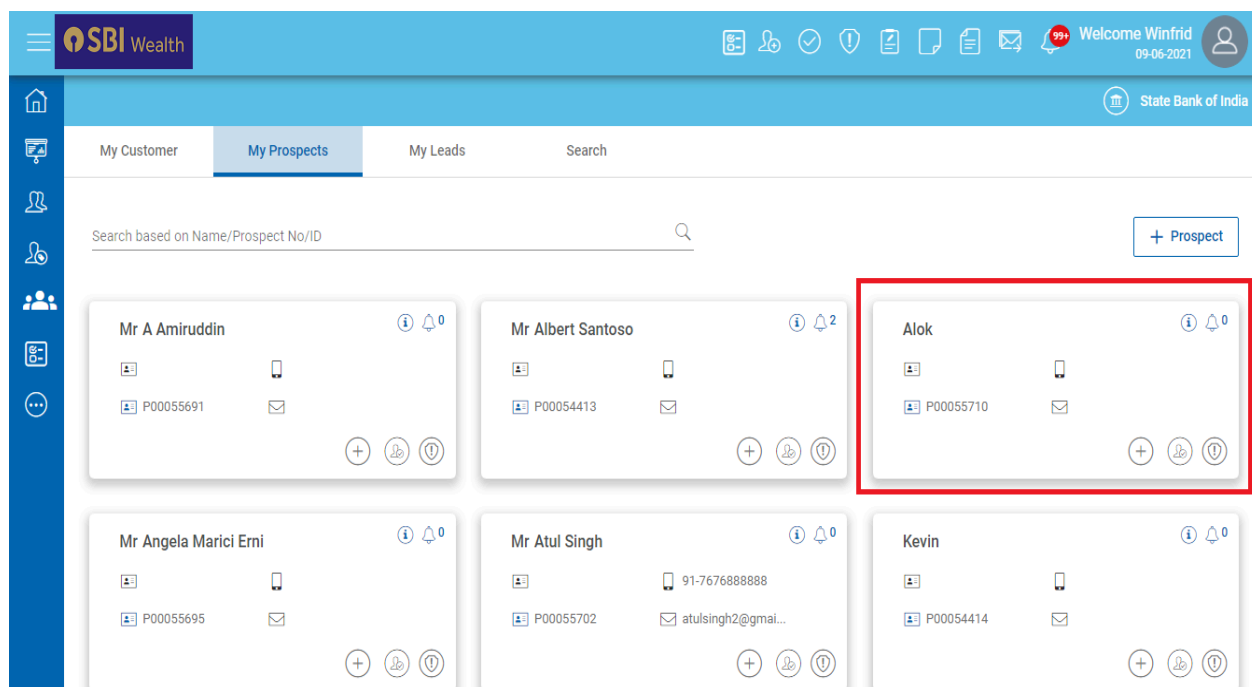 SBI Wealth
99+
Welcome Winfrid
09-06-2021
State Bank of India
My Customer My Prospects My Leads Search
Search based on Name/Prospect No/ID
+ Prospect
Mr A Amiruddin 0
P00055691
Mr Albert Santoso 2
P00054413
Alok 0
P00055710
Mr Angela Marici Erni 0
P00055695
Mr Atul Singh 0
91-7676888888
P00055702 atulsingh2@gmai...
Kevin 0
P00054414